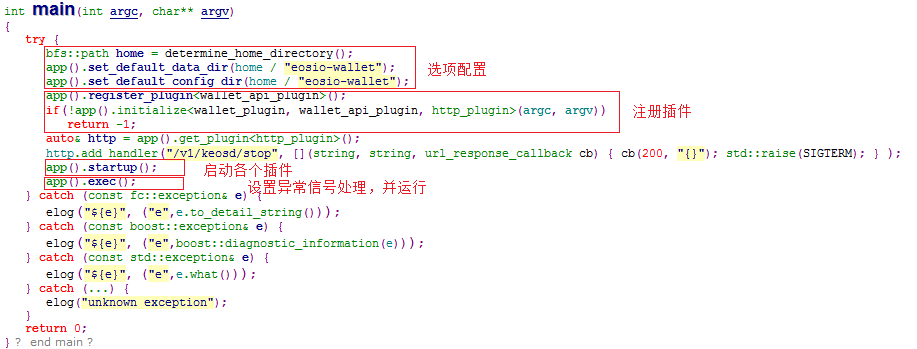 int main(int argc, char** argv)
{
try {
bfs::path home = determine_home_directory();
app().set_default_data_dir(home / "eosio-wallet");
app().set_default_config_dir(home / "eosio-wallet");
选项配置
app().register_plugin<wallet_api_plugin>();
if(!app().initialize<wallet_plugin, wallet_api_plugin, http_plugin>(argc, argv))
return -1;
注册插件
auto& http = app().get_plugin<http_plugin>();
http.add_handler("/v1/keosd/stop", [](string, string, url_response_callback cb) { cb(200, "{}"); std::raise(SIGTERM); } );
app().startup();
启动各个插件
app().exec();
设置异常信号处理，并运行
} catch (const fc::exception& e) {
elog("${e}", ("e",e.to_detail_string()));
} catch (const boost::exception& e) {
elog("${e}", ("e",boost::diagnostic_information(e)));
} catch (const std::exception& e) {
elog("${e}", ("e",e.what()));
} catch (...) {
elog("unknown exception");
}
return 0;
} ? end main ?